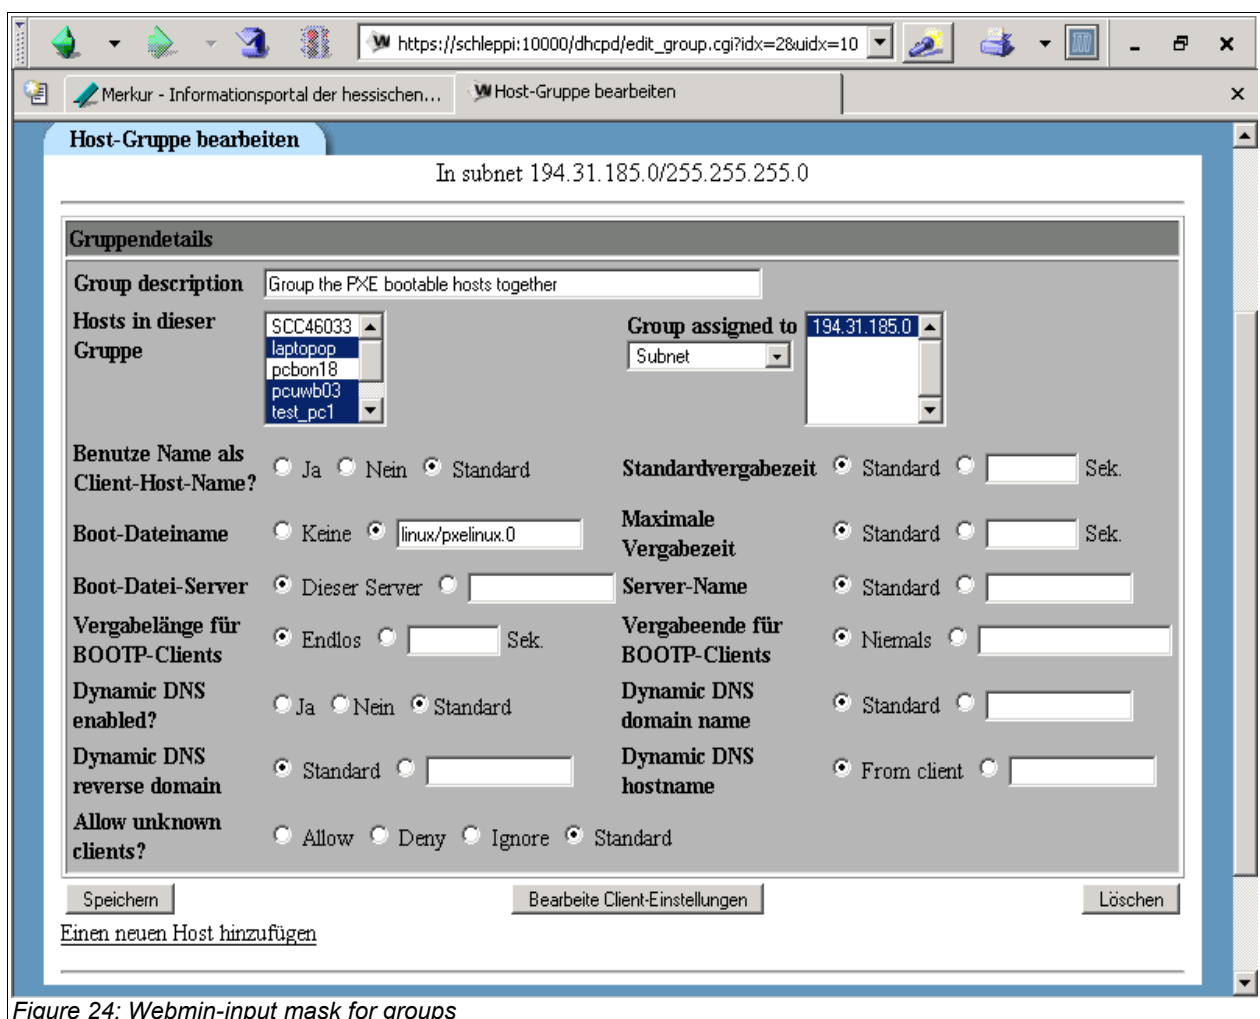 https://schleppi:10000/dhcpd/edit_group.cgi?idx=2&uidx=10
Merkur - Informationsportal der hessischen...
Host-Gruppe bearbeiten
Host-Gruppe bearbeiten
In subnet 194.31.185.0/255.255.255.0
Gruppendetails
Group description Group the PXE bootable hosts together
Hosts in dieser Gruppe
SCC46033
laptopop
pcbon18
pcuwb03
test_pc1
Group assigned to 194.31.185.0
Subnet
Benutze Name als Client-Host-Name? Ja Nein Standard
Standardvergabezeit Standard Sek.
Boot-Dateiname Keine linux/pxelinux.0
Maximale Vergabezeit Standard Sek.
Boot-Datei-Server Dieser Server
Server-Name Standard
Vergabelänge für BOOTP-Clients Endlos Sek.
Vergabeende für BOOTP-Clients Niemals
Dynamic DNS enabled? Ja Nein Standard
Dynamic DNS domain name Standard
Dynamic DNS reverse domain Standard
Dynamic DNS hostname From client
Allow unknown clients? Allow Deny Ignore Standard
Speichern
Bearbeite Client-Einstellungen
Löschen
Einen neuen Host hinzufügen
Figure 24: Webmin-input mask for groups